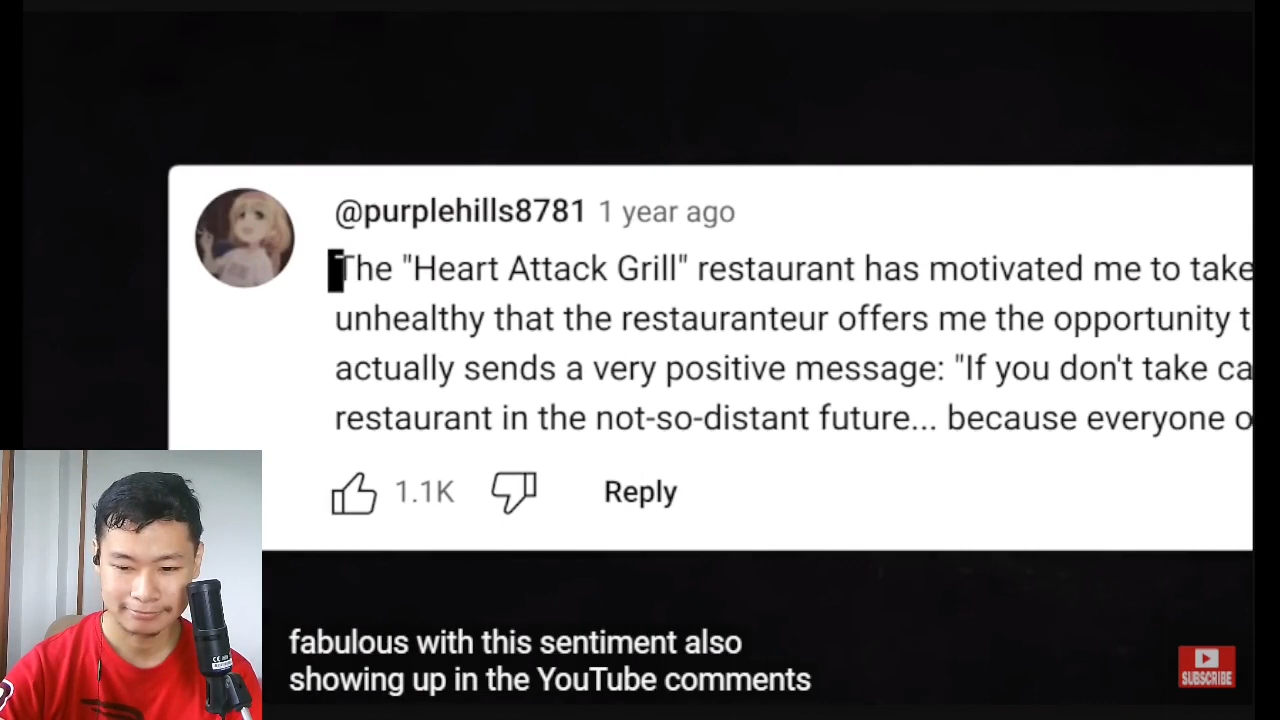 @purplehills8781 1 year ago
The "Heart Attack Grill" restaurant has motivated me to take
unhealthy that the restauranteur offers me the opportunity t
actually sends a very positive message: "If you don't take ca
restaurant in the not-so-distant future... because everyone o
1.1K Reply
fabulous with this sentiment also
showing up in the YouTube comments
SUBSCRIBE